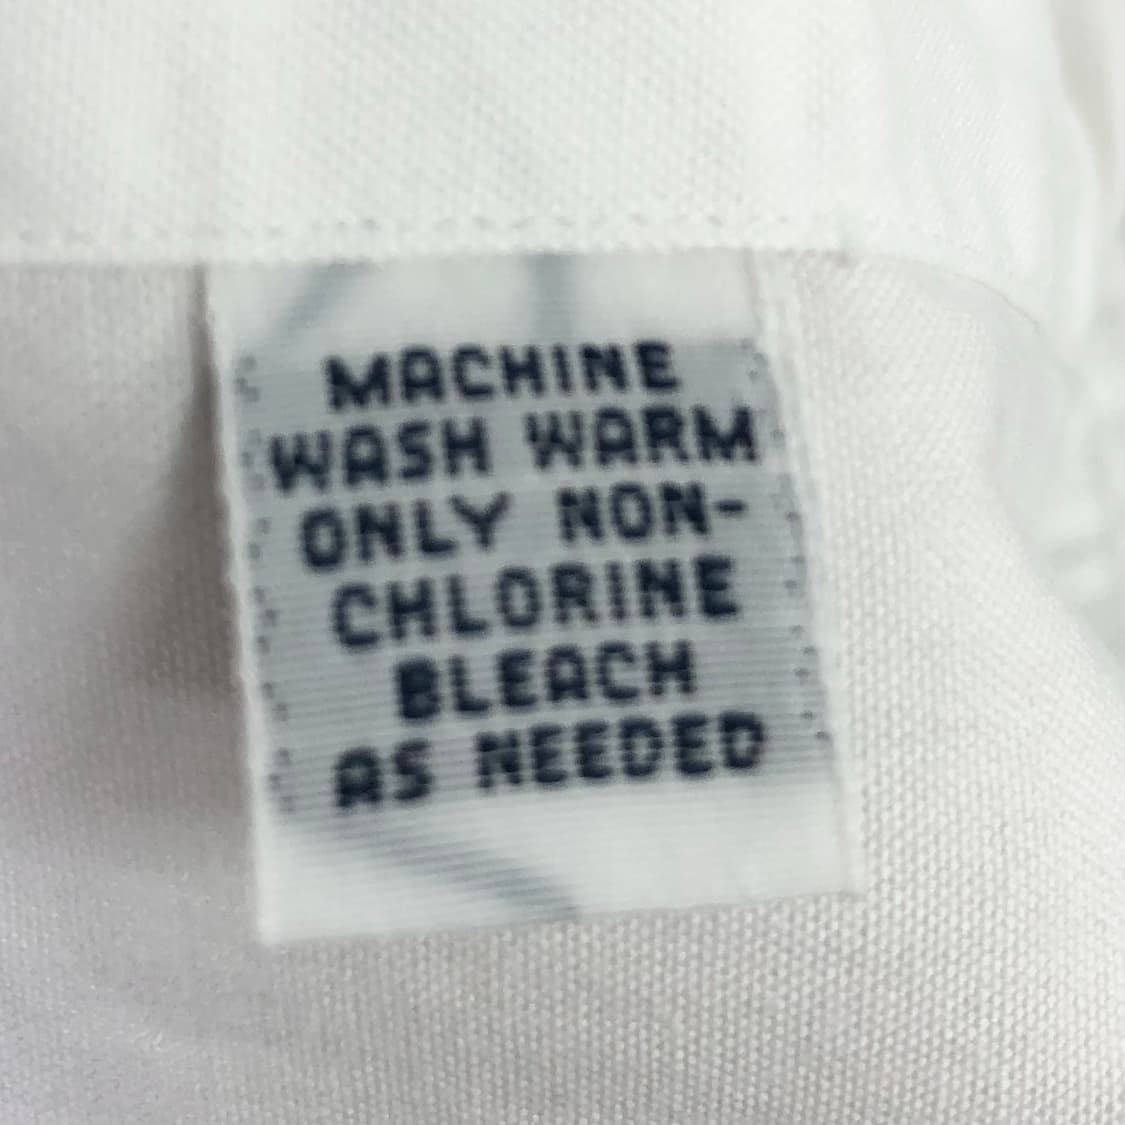 MACHINE
WASH WARM
ONLY NON-
CHLORINE
BLEACH
AS NEEDED